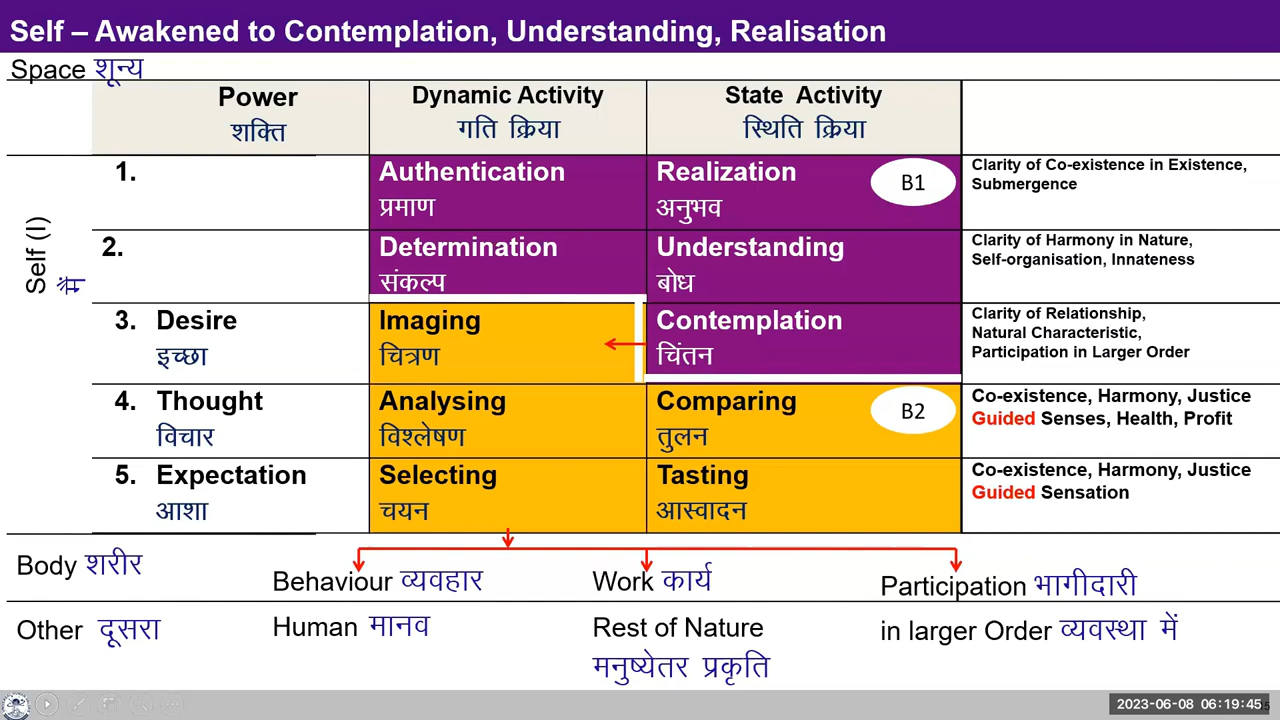 Self – Awakened to Contemplation, Understanding, Realisation
Space शून्य
Power
शक्ति
Dynamic Activity
गति क्रिया
State Activity
स्थिति क्रिया
Self (I)
मैं
1.
Authentication
प्रमाण
Realization
अनुभव
B1
Clarity of Co-existence in Existence,
Submergence
2.
Determination
संकल्प
Understanding
बोध
Clarity of Harmony in Nature,
Self-organisation, Innateness
3. Desire
इच्छा
Imaging
चित्रण
Contemplation
चिंतन
Clarity of Relationship,
Natural Characteristic,
Participation in Larger Order
4. Thought
विचार
Analysing
विश्लेषण
Comparing
तुलन
B2
Co-existence, Harmony, Justice
Guided Senses, Health, Profit
5. Expectation
आशा
Selecting
चयन
Tasting
आस्वादन
Co-existence, Harmony, Justice
Guided Sensation
Body शरीर
Behaviour व्यवहार
Work कार्य
Participation भागीदारी
Other दूसरा
Human मानव
Rest of Nature
मनुष्येतर प्रकृति
in larger Order व्यवस्था में
2023-06-08 06:19:45